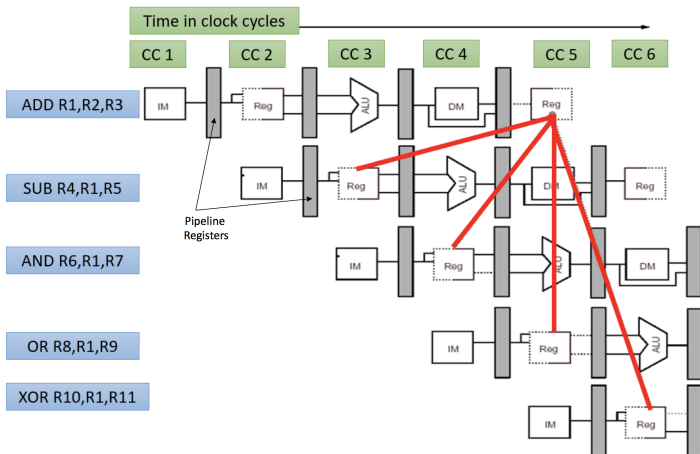 Time in clock cycles
CC 1 CC 2 CC 3 CC 4 CC 5 CC 6
ADD R1,R2,R3 IM Reg ALU DM Reg
SUB R4,R1,R5 IM Reg ALU DM Reg
Pipeline
Registers
AND R6,R1,R7 IM Reg ALU DM
OR R8,R1,R9 IM Reg ALU
XOR R10,R1,R11 IM Reg